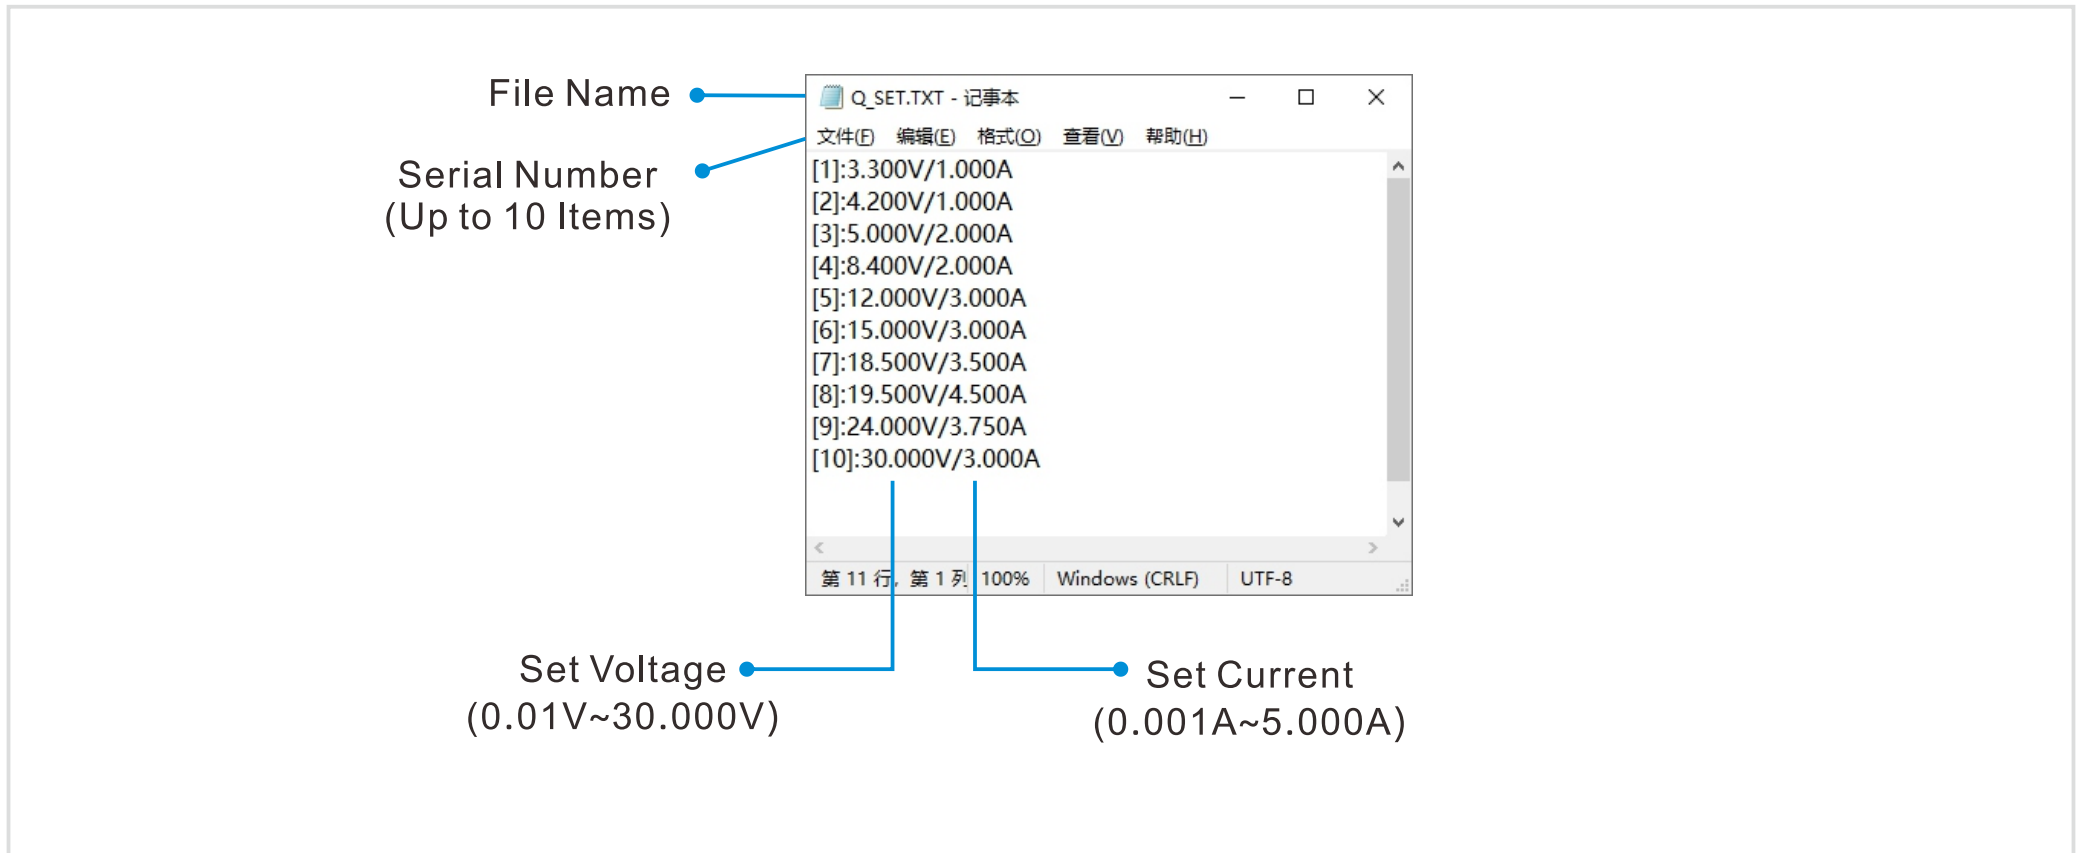 File Name
Serial Number
(Up to 10 Items)
Q_SET.TXT - 记事本
文件(F) 编辑(E) 格式(O) 查看(V) 帮助(H)
[1]:3.300V/1.000A
[2]:4.200V/1.000A
[3]:5.000V/2.000A
[4]:8.400V/2.000A
[5]:12.000V/3.000A
[6]:15.000V/3.000A
[7]:18.500V/3.500A
[8]:19.500V/4.500A
[9]:24.000V/3.750A
[10]:30.000V/3.000A
第 11 行, 第 1 列 100% Windows (CRLF) UTF-8
Set Voltage
(0.01V~30.000V)
Set Current
(0.001A~5.000A)